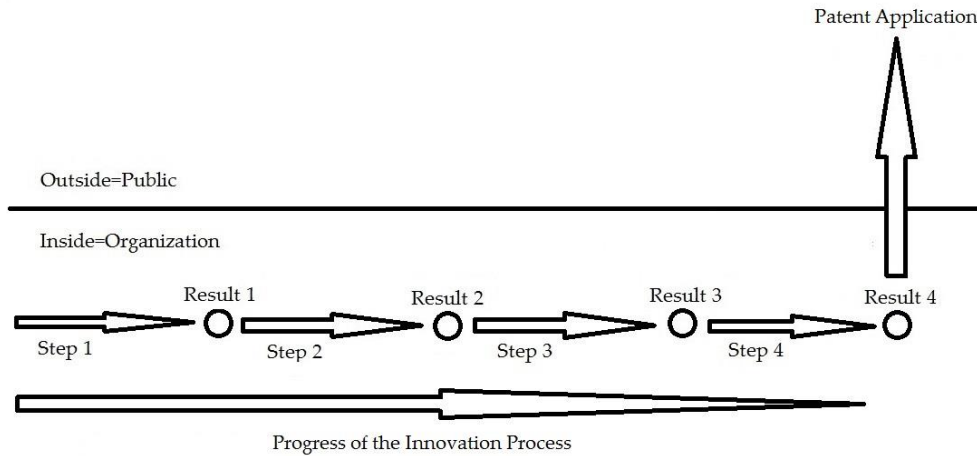 Patent Application
Outside=Public
Inside=Organization
Result 1
Result 2
Result 3
Result 4
Step 1
Step 2
Step 3
Step 4
Progress of the Innovation Process